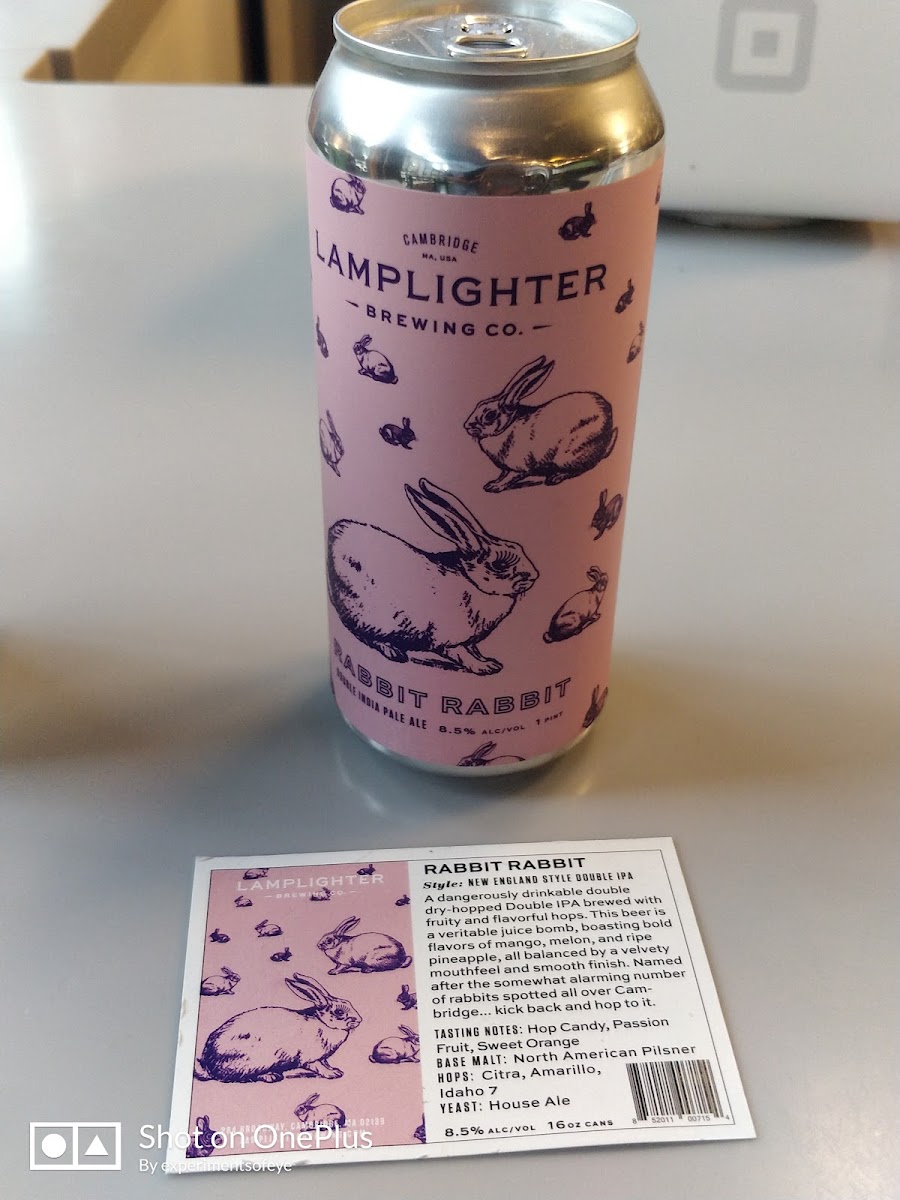 CAMBRIDGE
MA, USA
LAMPLIGHTER
BREWING CO.
RABBIT RABBIT
DOUBLE INDIA PALE ALE 8.5% ALC/VOL 1 PINT
LAMPLIGHTER
BREWING CO.
CA 02139
RABBIT RABBIT
Style: NEW ENGLAND STYLE DOUBLE IPA
A dangerously drinkable double
dry-hopped Double IPA brewed with
fruity and flavorful hops. This beer is
a veritable juice bomb, boasting bold
flavors of mango, melon, and ripe
pineapple, all balanced by a velvety
mouthfeel and smooth finish. Named
after the somewhat alarming number
of rabbits spotted all over Cam-
bridge... kick back and hop to it.
TASTING NOTES: Hop Candy, Passion
Fruit, Sweet Orange
BASE MALT: North American Pilsner
HOPS: Citra, Amarillo,
Idaho 7
YEAST: House Ale
8.5% ALC/VOL 16 OZ CANS
8 52011 00715 4
Shot on OnePlus
By experimentsofeye